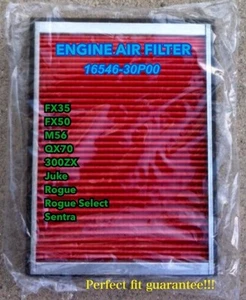 ENGINE AIR FILTER
16546-30P00
FX35
FX50
M56
QX70
300ZX
Juke
Rogue
Rogue Select
Sentra
Perfect fit guarantee!!!